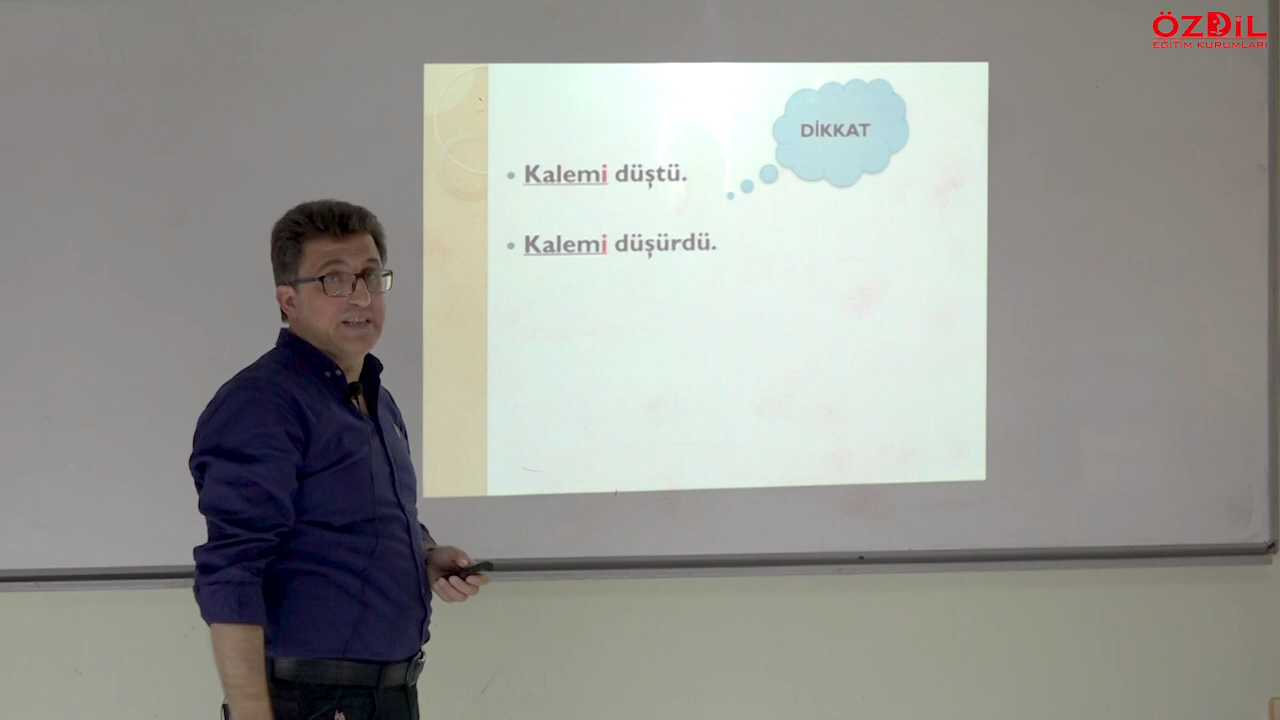 ÖZDİL
EĞİTİM KURUMLARI
DİKKAT
• Kalemi düştü.
• Kalemi düşürdü.